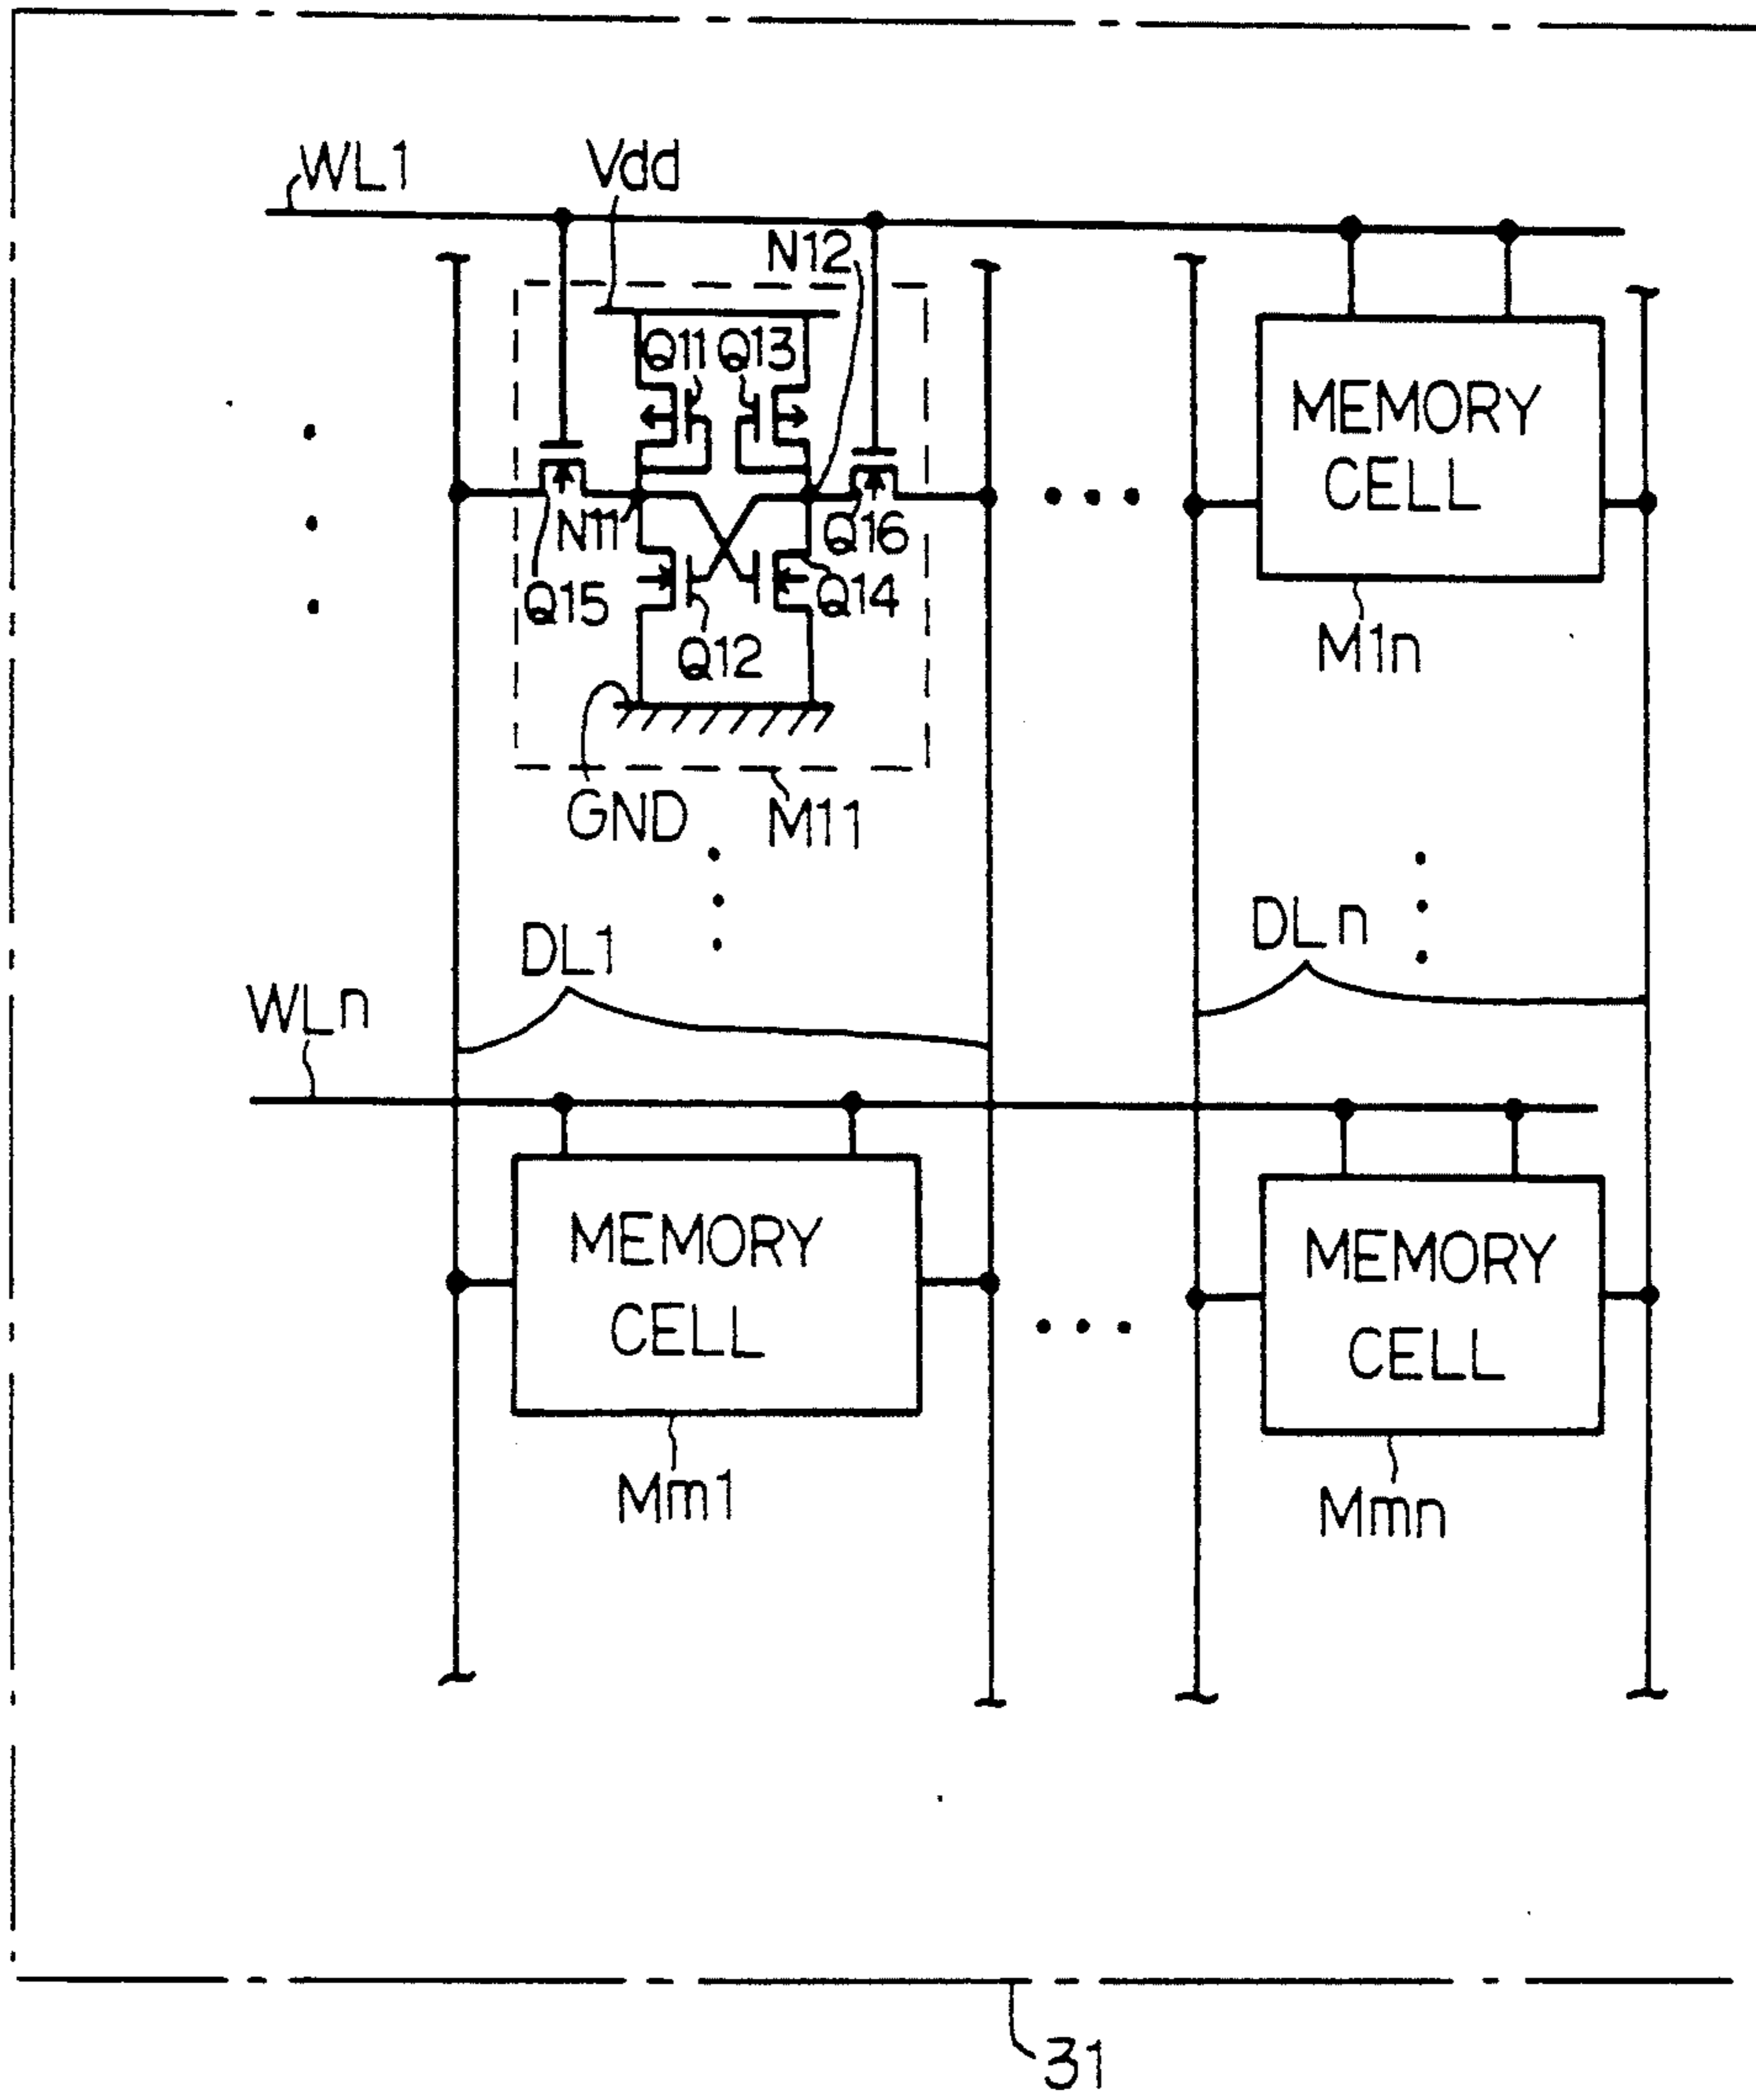 WL1
Vdd
N12
Q11 Q13
MEMORY
CELL
N11
Q16
Q15
Q14
Q12
M1n
GND
M11
DL1
DLn
WLn
MEMORY
CELL
MEMORY
CELL
Mm1
Mmn
31